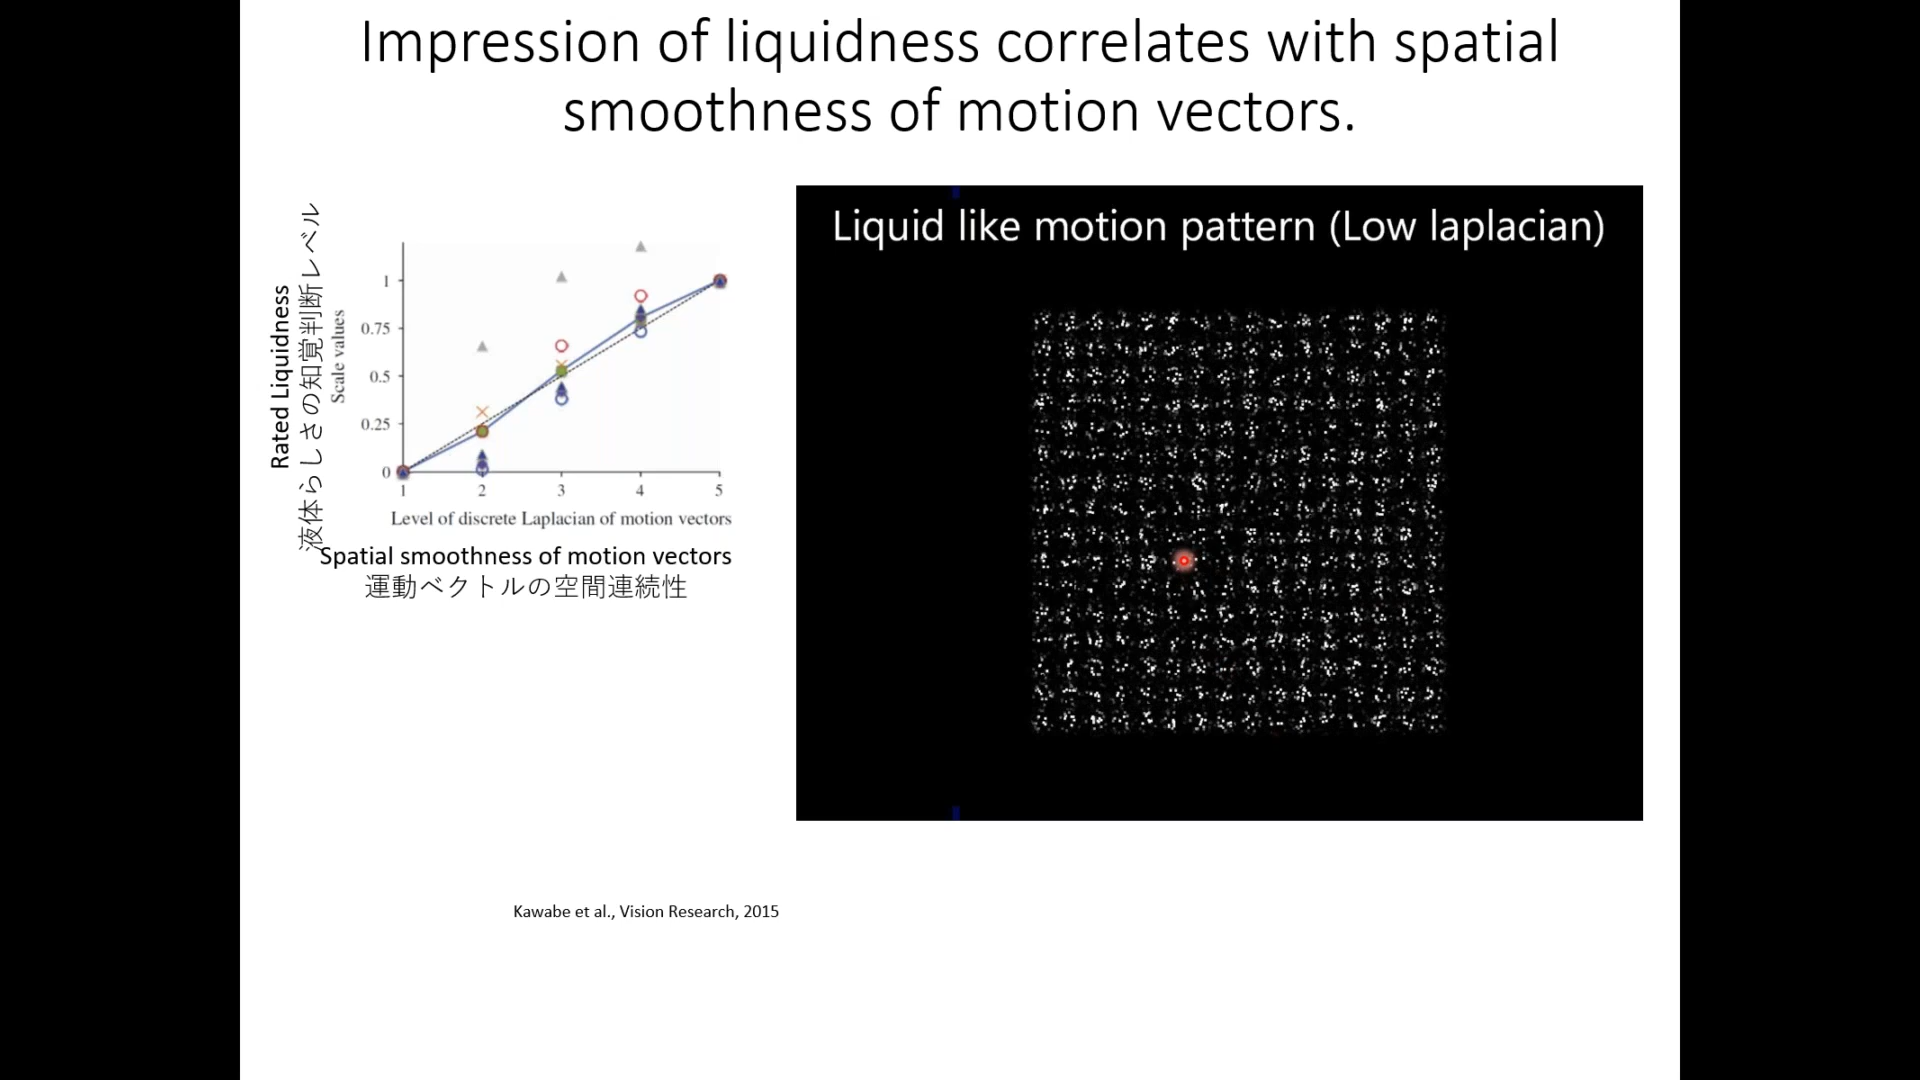 Impression of liquidness correlates with spatial
smoothness of motion vectors.
Rated Liquidness
液体らしさの知覚判断レベル
Scale values
1
0.75
0.5
0.25
0
1 2 3 4 5
Level of discrete Laplacian of motion vectors
Spatial smoothness of motion vectors
運動ベクトルの空間連続性
Liquid like motion pattern (Low laplacian)
Kawabe et al., Vision Research, 2015